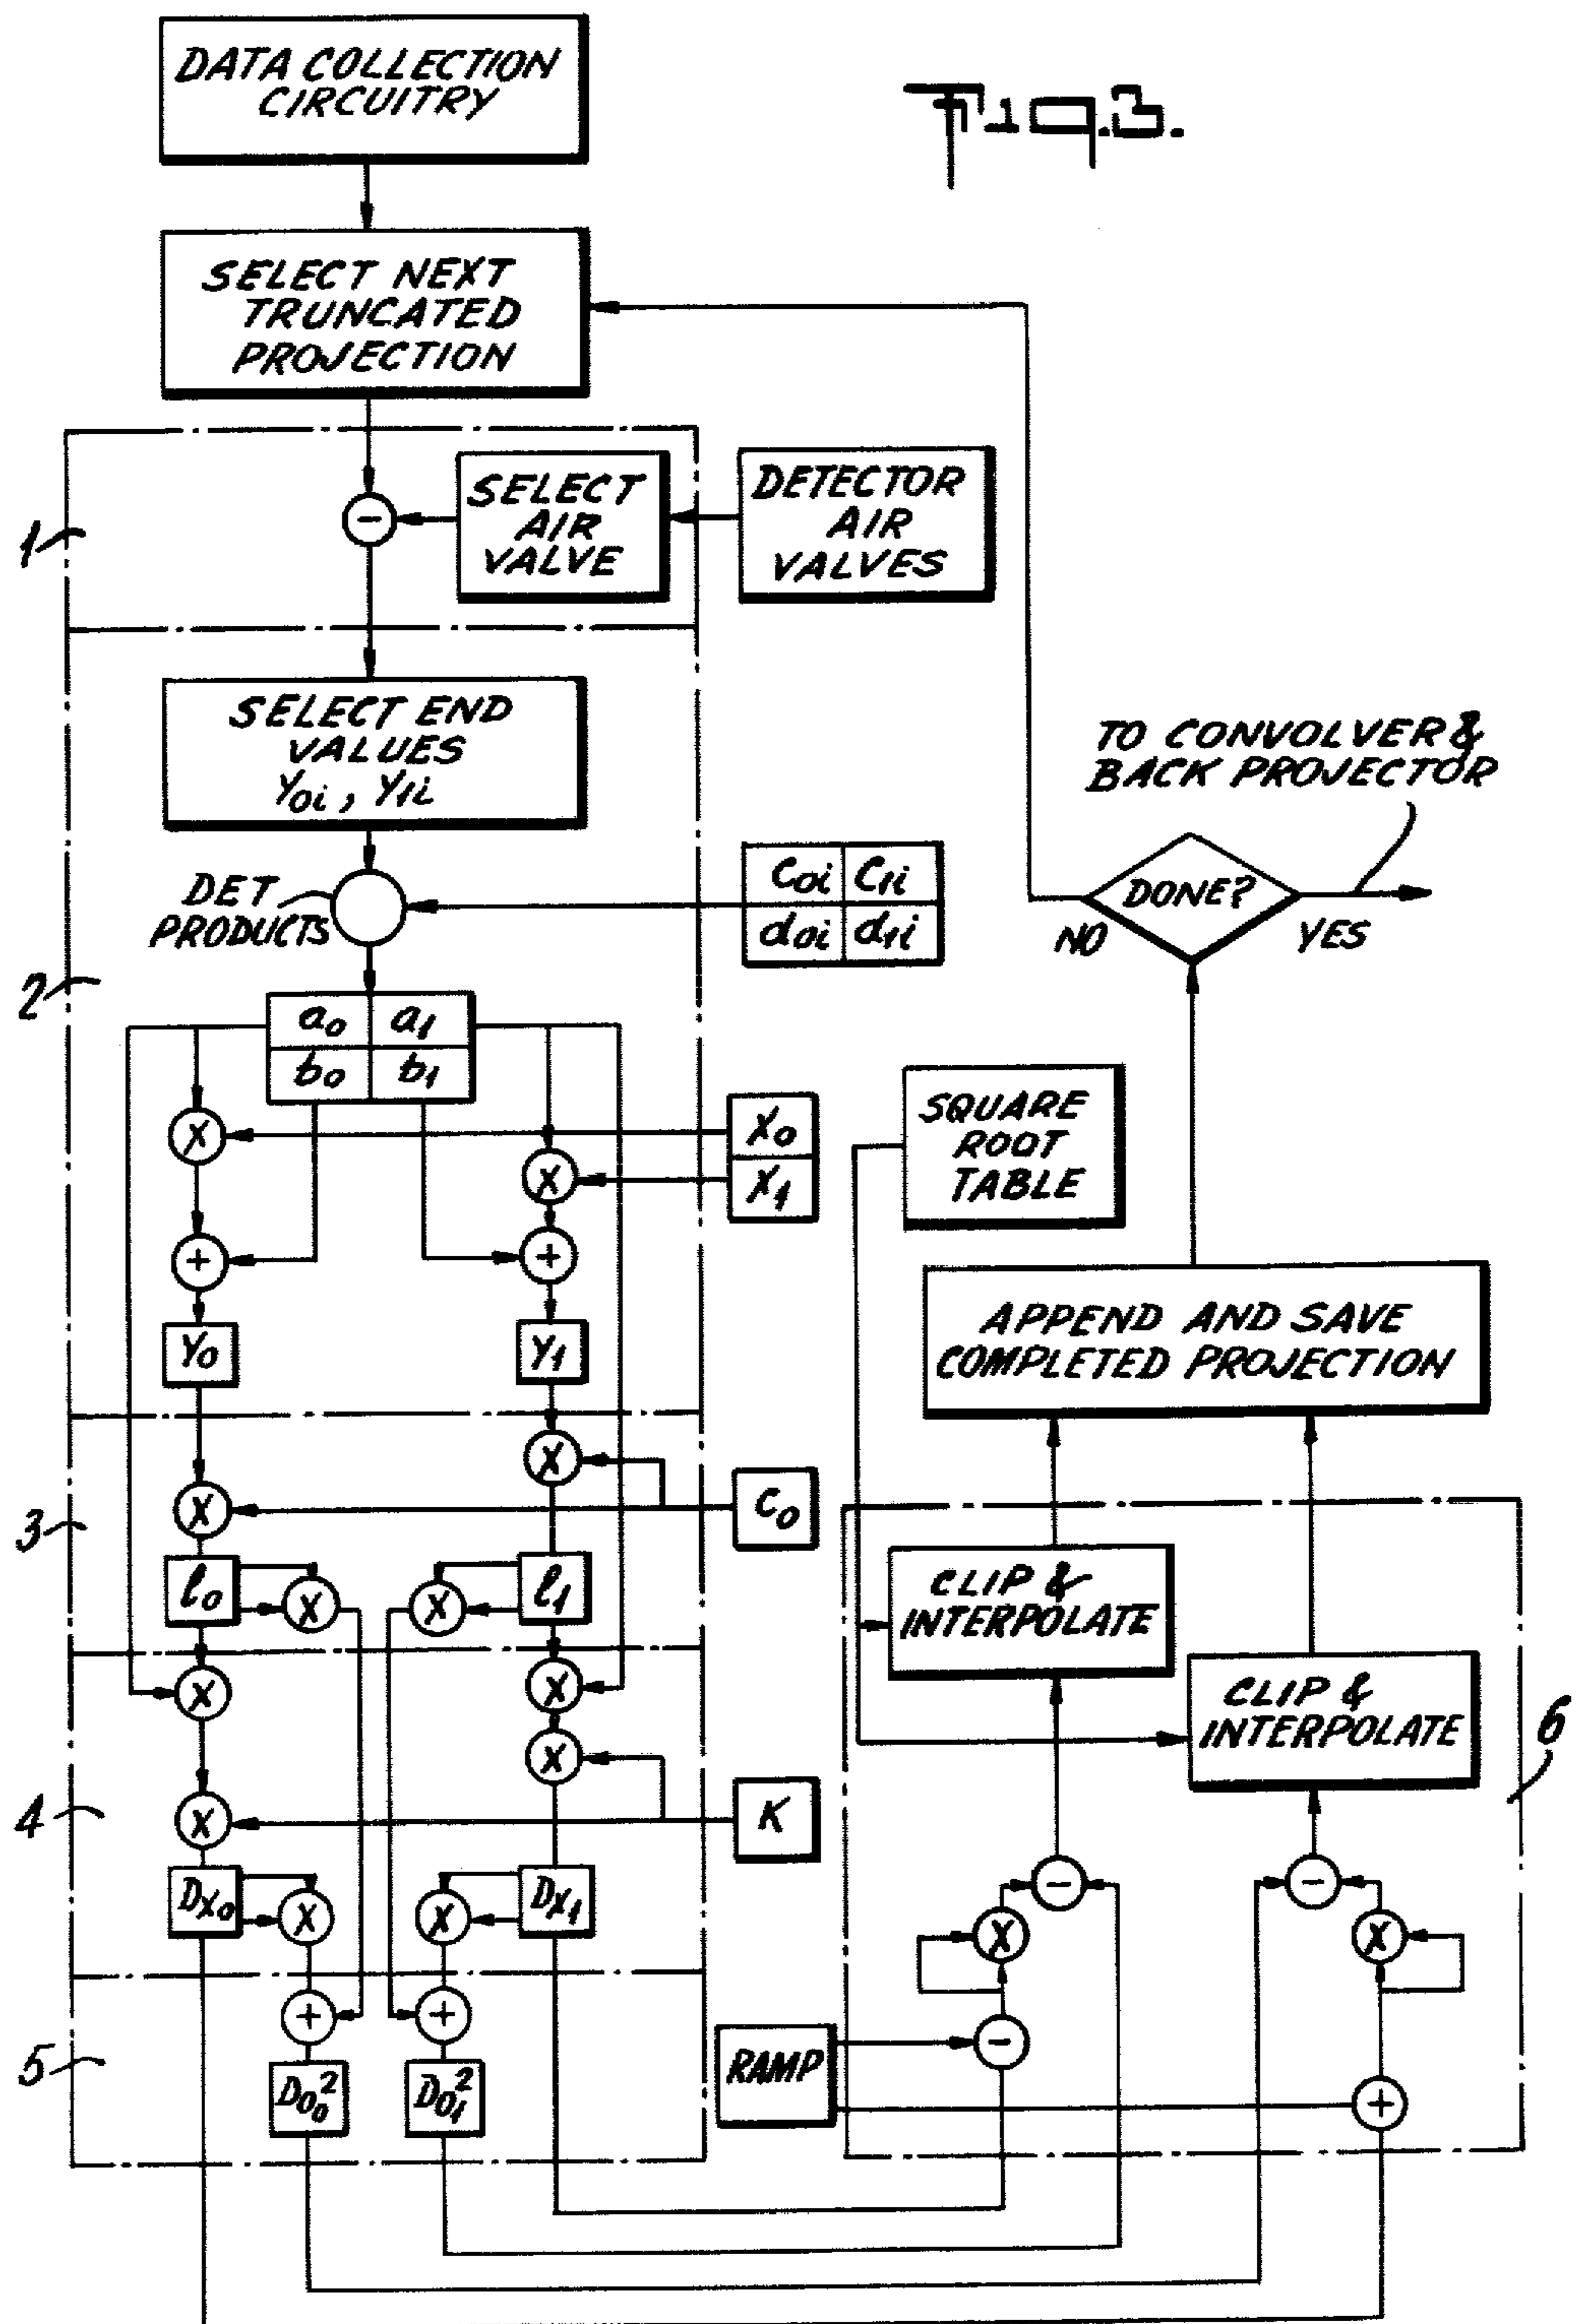 DATA COLLECTION
CIRCUITRY
Fig.3.
SELECT NEXT
TRUNCATED
PROJECTION
SELECT
AIR
VALVE
DETECTOR
AIR
VALVES
1
SELECT END
VALUES
Y0i, Y1i
TO CONVOLVER &
BACK PROJECTOR
DET
PRODUCTS
C0i C1i
d0i d1i
DONE?
NO
YES
2
a0 a1
b0 b1
X
X0
X1
X
SQUARE
ROOT
TABLE
+
+
Y0
Y1
APPEND AND SAVE
COMPLETED PROJECTION
X
X
C0
3
l0
X
X
l1
CLIP &
INTERPOLATE
X
X
CLIP &
INTERPOLATE
6
X
4
X
K
DX0
X
X
DX1
-
-
X
X
+
+
-
5
D00²
D01²
RAMP
+